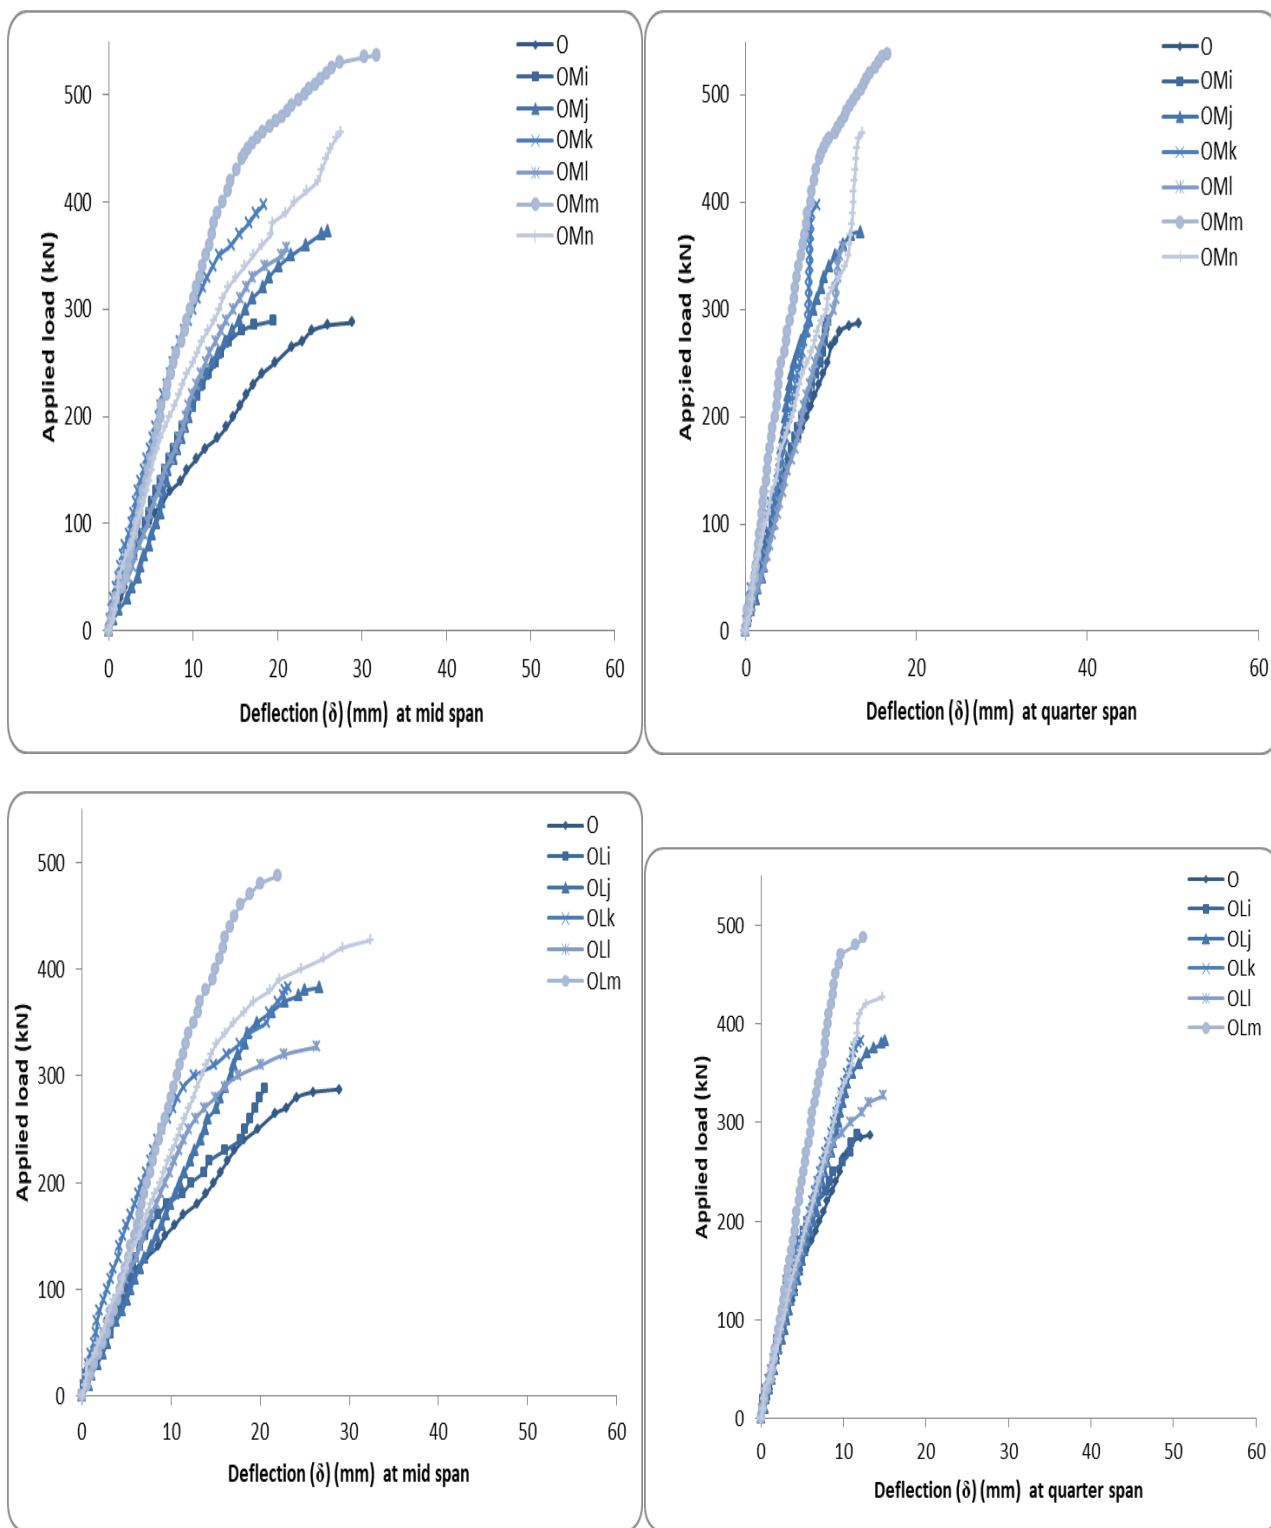 O
OMi
OMj
OMk
OMl
OMm
OMn
500
400
300
200
100
0
Applied load (kN)
0 10 20 30 40 50 60
Deflection (δ) (mm) at mid span
O
OMi
OMj
OMk
OMl
OMm
OMn
500
400
300
200
100
0
App;ied load (kN)
0 20 40 60
Deflection (δ) (mm) at quarter span
O
OLi
OLj
OLk
OLl
OLm
500
400
300
200
100
0
Applied load (kN)
0 10 20 30 40 50 60
Deflection (δ) (mm) at mid span
O
OLi
OLj
OLk
OLl
OLm
500
400
300
200
100
0
Applied load (kN)
0 10 20 30 40 50 60
Deflection (δ) (mm) at quarter span